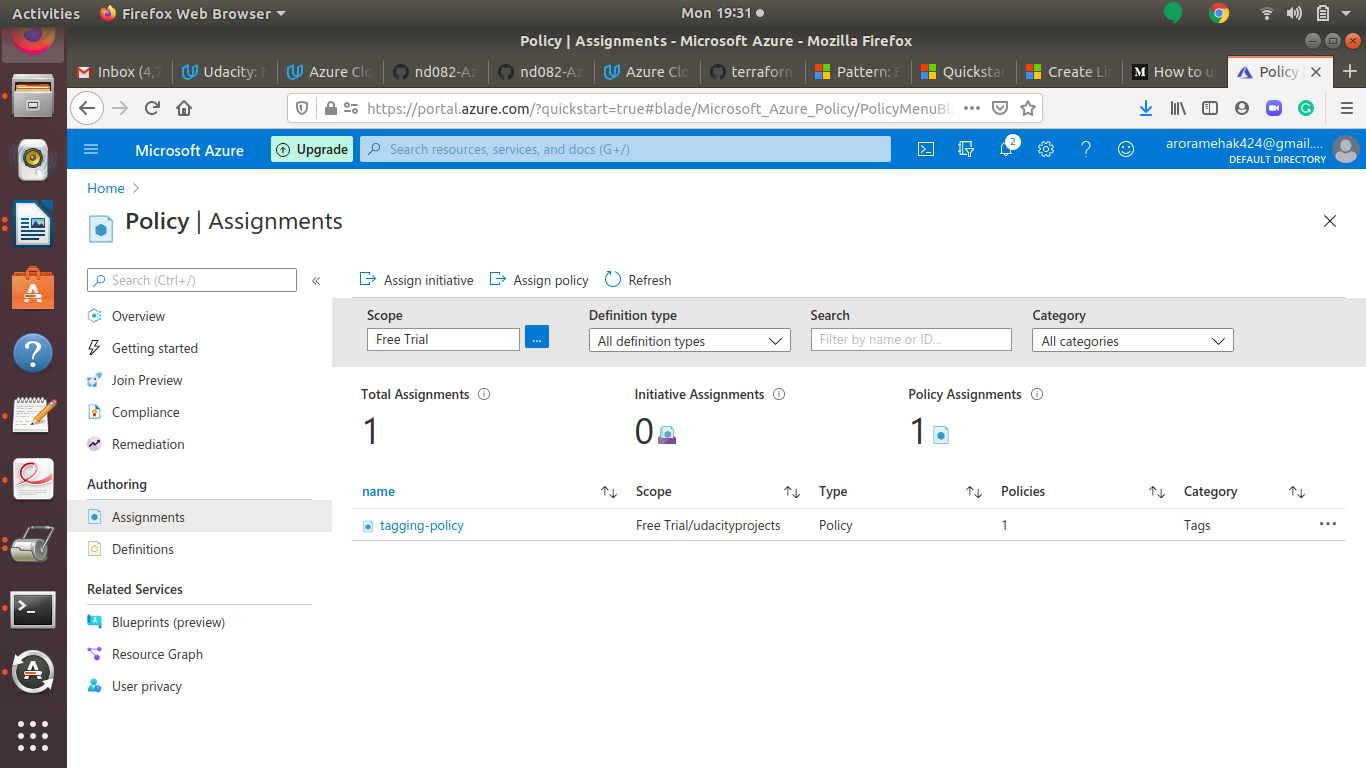 Activities Firefox Web Browser Mon 19:31
Policy | Assignments - Microsoft Azure - Mozilla Firefox
Inbox (4,7 Udacity: Azure Clo nd082-Az nd082-Az Azure Clo terraform Pattern: Quicksta Create Li How to u Policy
https://portal.azure.com/?quickstart=true#blade/Microsoft_Azure_Policy/PolicyMenuBla
Microsoft Azure Upgrade Search resources, services, and docs (G+/) 2 aroramehak424@gmail....
DEFAULT DIRECTORY
Home
Policy | Assignments
Search (Ctrl+/) «
Overview
Getting started
Join Preview
Compliance
Remediation
Authoring
Assignments
Definitions
Related Services
Blueprints (preview)
Resource Graph
User privacy
Assign initiative Assign policy Refresh
Scope Definition type Search Category
Free Trial ... All definition types Filter by name or ID... All categories
Total Assignments Initiative Assignments Policy Assignments
1 0 1
name Scope Type Policies Category
tagging-policy Free Trial/udacityprojects Policy 1 Tags ...